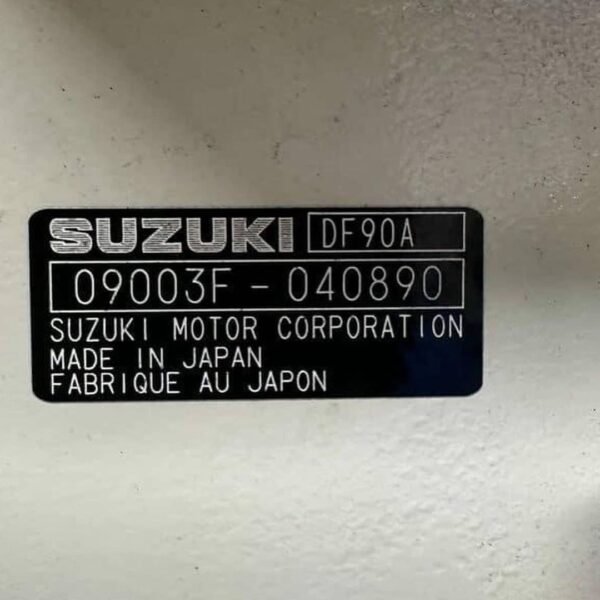 SUZUKI DF90A
09003F - 040890
SUZUKI MOTOR CORPORATION
MADE IN JAPAN
FABRIQUE AU JAPON